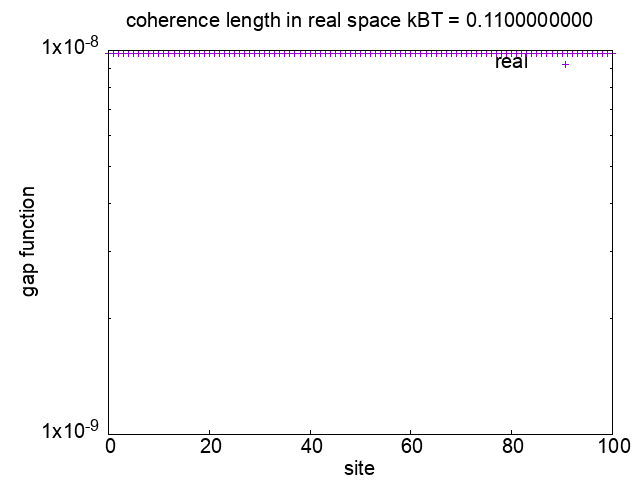 coherence length in real space kBT = 0.1100000000
1x10-8
real
gap function
1x10-9
0 20 40 60 80 100
site